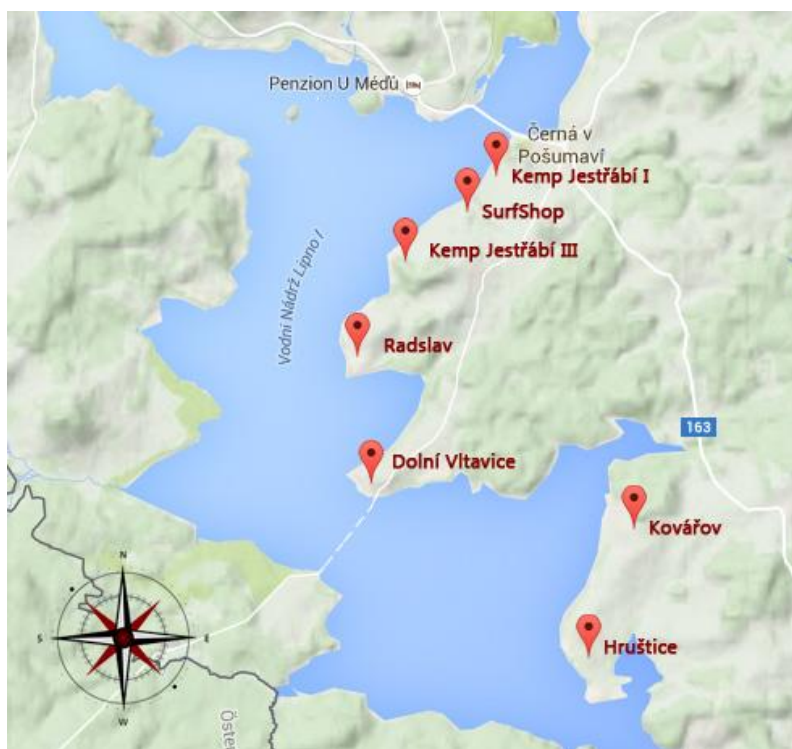 Penzion U Médů
Černá v
Pošumaví
Kemp Jestřábí I
SurfShop
Kemp Jestřábí III
Vodní Nádrž Lipno I
Radslav
163
Dolní Vltavice
Kovářov
N
S
E
W
Hruštice
Öster